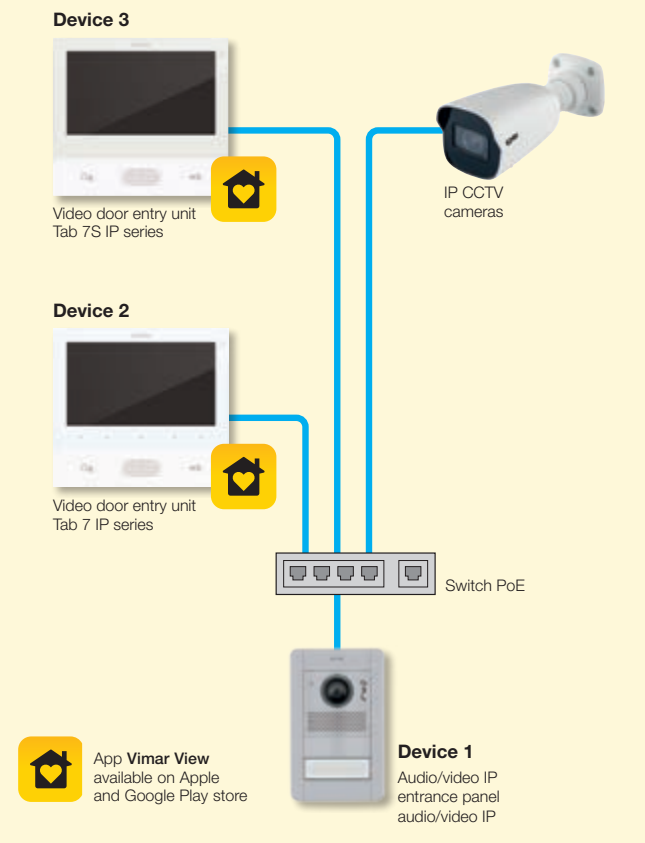 Device 3
Video door entry unit
Tab 7S IP series
IP CCTV
cameras
Device 2
Video door entry unit
Tab 7 IP series
Switch PoE
Device 1
Audio/video IP
entrance panel
audio/video IP
App Vimar View
available on Apple
and Google Play store